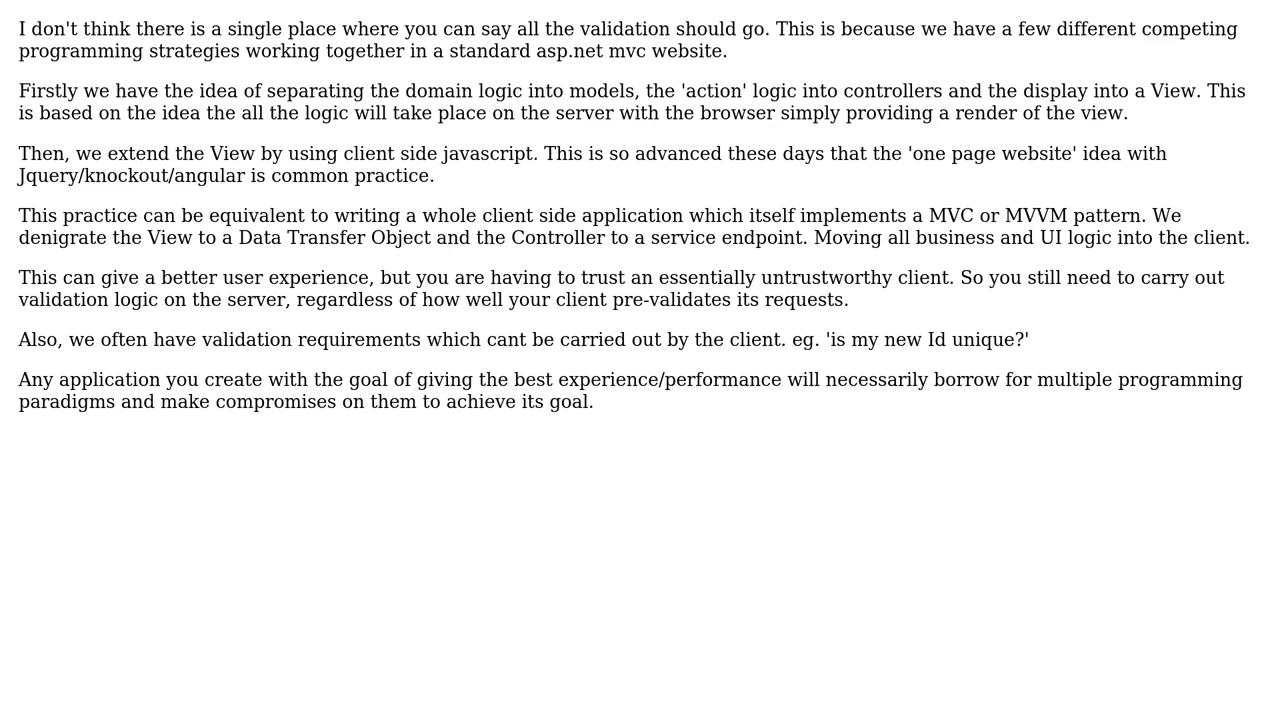 I don't think there is a single place where you can say all the validation should go. This is because we have a few different competing
programming strategies working together in a standard asp.net mvc website.
Firstly we have the idea of separating the domain logic into models, the 'action' logic into controllers and the display into a View. This
is based on the idea the all the logic will take place on the server with the browser simply providing a render of the view.
Then, we extend the View by using client side javascript. This is so advanced these days that the 'one page website' idea with
Jquery/knockout/angular is common practice.
This practice can be equivalent to writing a whole client side application which itself implements a MVC or MVVM pattern. We
denigrate the View to a Data Transfer Object and the Controller to a service endpoint. Moving all business and UI logic into the client.
This can give a better user experience, but you are having to trust an essentially untrustworthy client. So you still need to carry out
validation logic on the server, regardless of how well your client pre-validates its requests.
Also, we often have validation requirements which cant be carried out by the client. eg. 'is my new Id unique?'
Any application you create with the goal of giving the best experience/performance will necessarily borrow for multiple programming
paradigms and make compromises on them to achieve its goal.